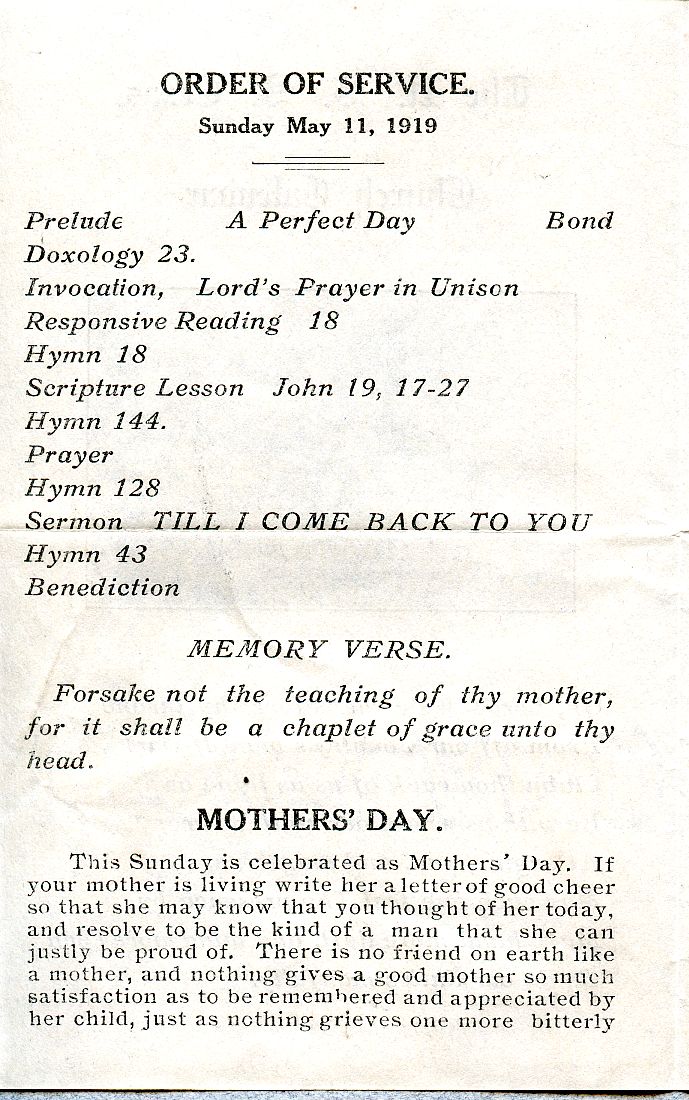 ORDER OF SERVICE.
Sunday May 11, 1919
Prelude A Perfect Day Bond
Doxology 23.
Invocation, Lord's Prayer in Unison
Responsive Reading 18
Hymn 18
Scripture Lesson John 19, 17-27
Hymn 144.
Prayer
Hymn 128
Sermon TILL I COME BACK TO YOU
Hymn 43
Benediction
MEMORY VERSE.
Forsake not the teaching of thy mother,
for it shall be a chaplet of grace unto thy
head.
MOTHERS' DAY.
This Sunday is celebrated as Mothers' Day. If
your mother is living write her a letter of good cheer
so that she may know that you thought of her today,
and resolve to be the kind of a man that she can
justly be proud of. There is no friend on earth like
a mother, and nothing gives a good mother so much
satisfaction as to be remembered and appreciated by
her child, just as nothing grieves one more bitterly